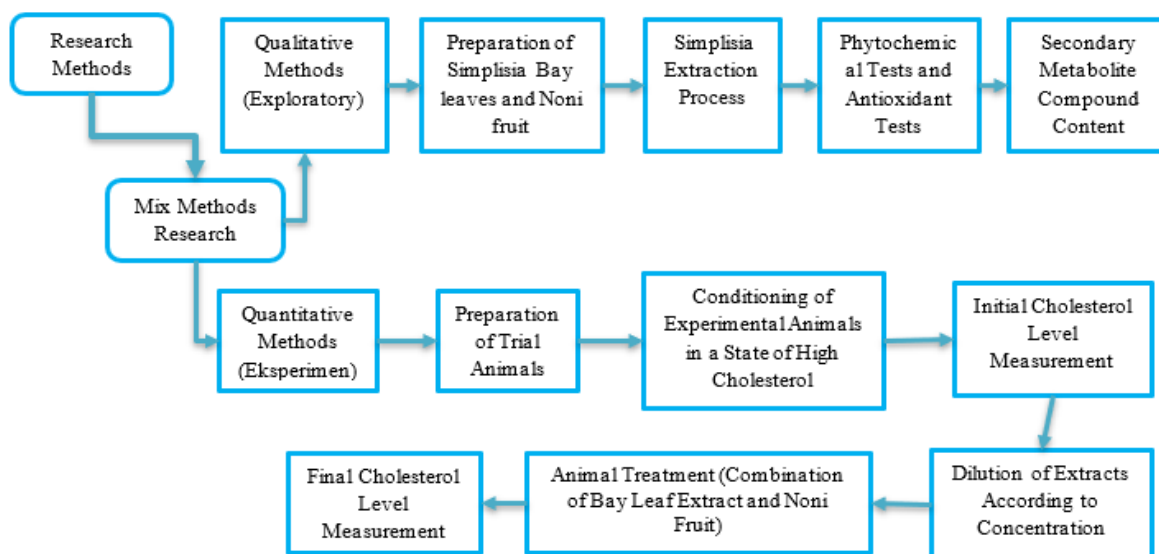 Research
Methods
Qualitative
Methods
(Exploratory)
Preparation of
Simplisia Bay
leaves and Noni
fruit
Simplisia
Extraction
Process
Phytochemic
al Tests and
Antioxidant
Tests
Secondary
Metabolite
Compound
Content
Mix Methods
Research
Quantitative
Methods
(Eksperimen)
Preparation
of Trial
Animals
Conditioning of
Experimental Animals
in a State of High
Cholesterol
Initial Cholesterol
Level
Measurement
Dilution of Extracts
According to
Concentration
Animal Treatment (Combination
of Bay Leaf Extract and Noni
Fruit)
Final Cholesterol
Level
Measurement